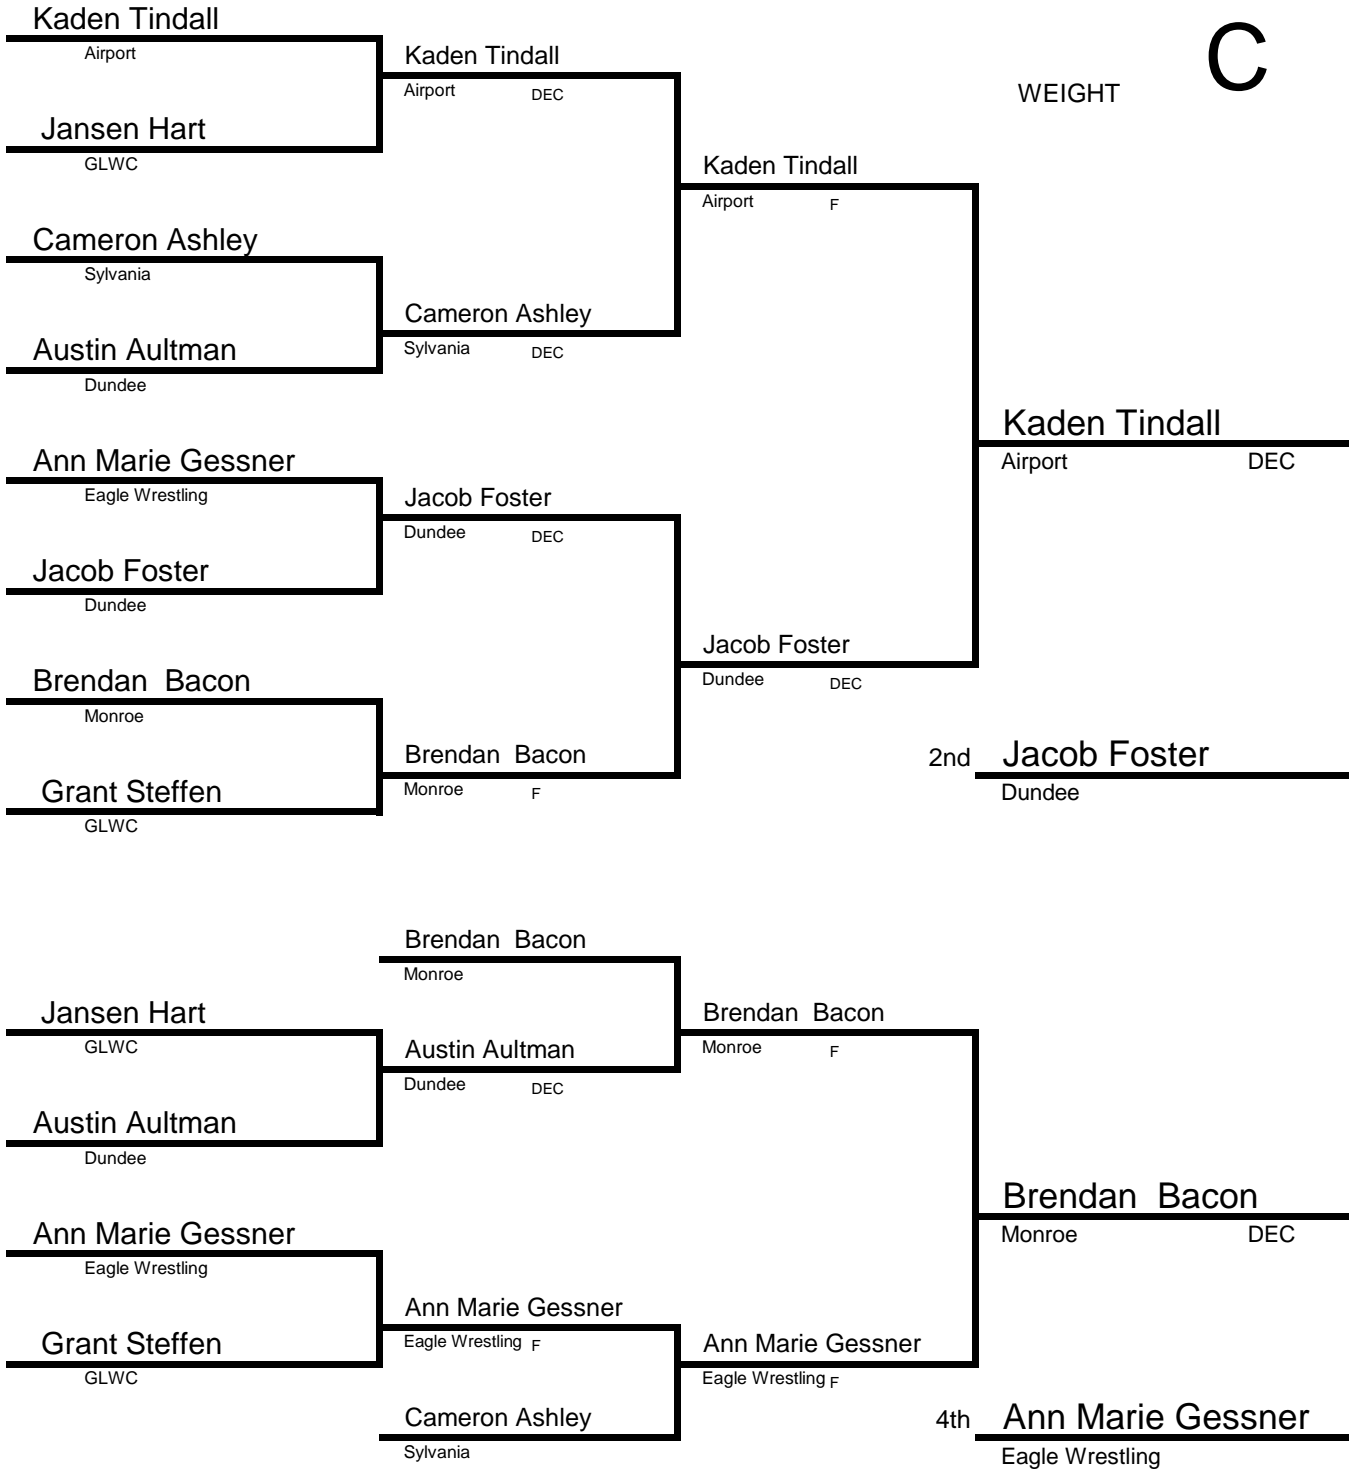 Kaden Tindall
Airport
Jansen Hart
GLWC
Cameron Ashley
Sylvania
Austin Aultman
Dundee
Ann Marie Gessner
Eagle Wrestling
Jacob Foster
Dundee
Brendan  Bacon
Monroe
Grant Steffen
GLWC
Kaden Tindall
Airport DEC
Cameron Ashley
Sylvania DEC
Jacob Foster
Dundee DEC
Brendan  Bacon
Monroe F
Kaden Tindall
Airport F
Jacob Foster
Dundee DEC
C
WEIGHT
Kaden Tindall
Airport DEC
2nd Jacob Foster
Dundee
Jansen Hart
GLWC
Austin Aultman
Dundee
Ann Marie Gessner
Eagle Wrestling
Grant Steffen
GLWC
Brendan  Bacon
Monroe
Austin Aultman
Dundee DEC
Ann Marie Gessner
Eagle Wrestling F
Cameron Ashley
Sylvania
Brendan  Bacon
Monroe F
Ann Marie Gessner
Eagle Wrestling F
Brendan  Bacon
Monroe DEC
4th Ann Marie Gessner
Eagle Wrestling